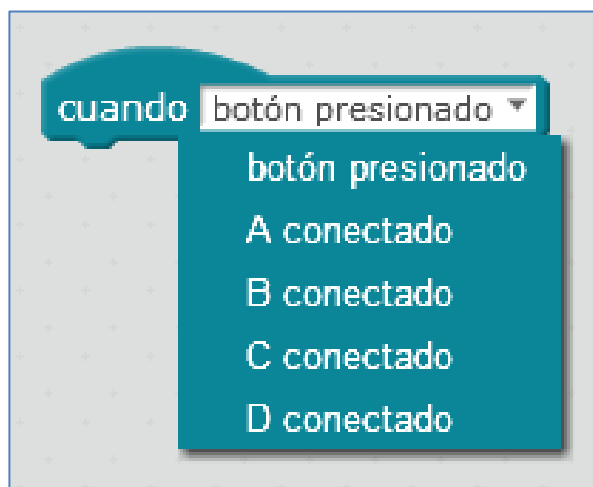 cuando botón presionado
botón presionado
A conectado
B conectado
C conectado
D conectado